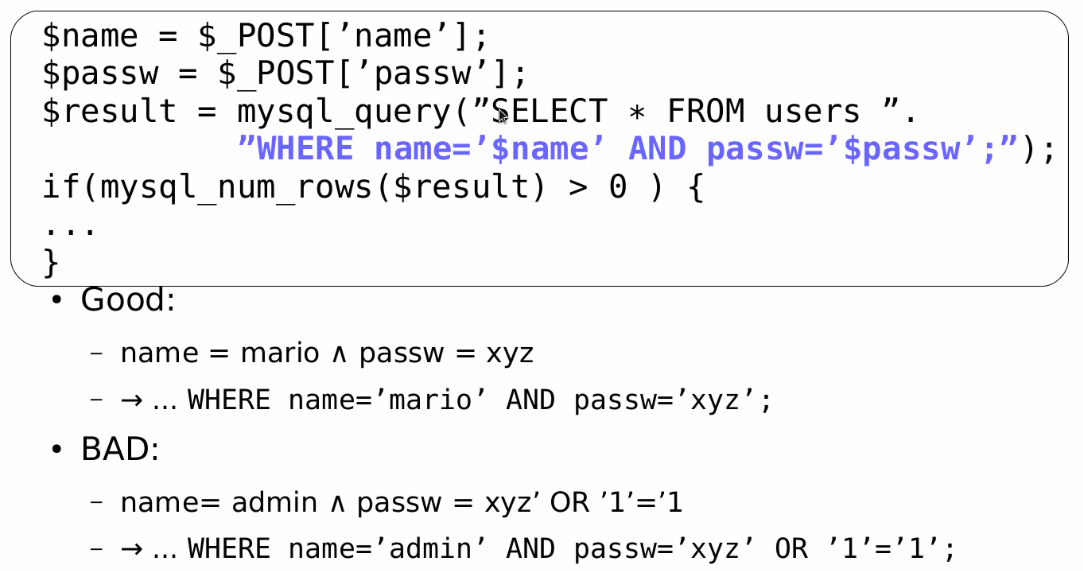 $name = $_POST[’name’];
$passw = $_POST[’passw’];
$result = mysql_query(”SELECT * FROM users ”.
”WHERE name=’$name’ AND passw=’$passw’;”);
if(mysql_num_rows($result) > 0 ) {
...
}
• Good:
– name = mario ∧ passw = xyz
– → ... WHERE name=’mario’ AND passw=’xyz’;
• BAD:
– name= admin ∧ passw = xyz’ OR ’1’=’1
– → ... WHERE name=’admin’ AND passw=’xyz’ OR ’1’=’1’;